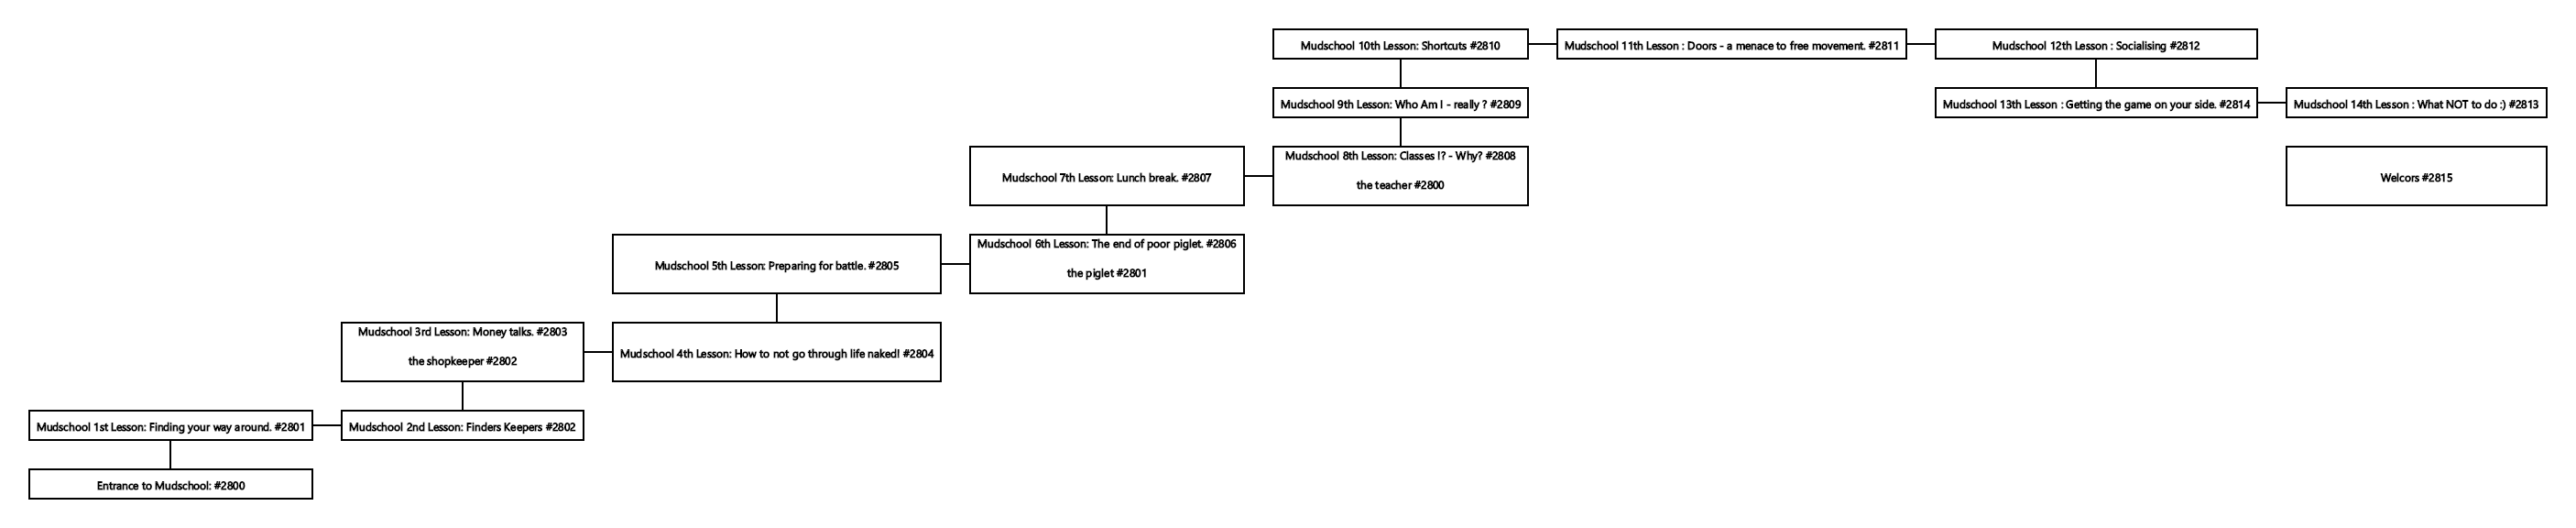 Mudschool 10th Lesson: Shortcuts #2810
Mudschool 11th Lesson : Doors - a menace to free movement. #2811
Mudschool 12th Lesson : Socialising #2812
Mudschool 9th Lesson: Who Am I - really ? #2809
Mudschool 13th Lesson : Getting the game on your side. #2814
Mudschool 14th Lesson : What NOT to do :) #2813
Mudschool 7th Lesson: Lunch break. #2807
Mudschool 8th Lesson: Classes !? - Why? #2808
the teacher #2800
Welcors #2815
Mudschool 5th Lesson: Preparing for battle. #2805
Mudschool 6th Lesson: The end of poor piglet. #2806
the piglet #2801
Mudschool 3rd Lesson: Money talks. #2803
the shopkeeper #2802
Mudschool 4th Lesson: How to not go through life naked! #2804
Mudschool 1st Lesson: Finding your way around. #2801
Mudschool 2nd Lesson: Finders Keepers #2802
Entrance to Mudschool: #2800